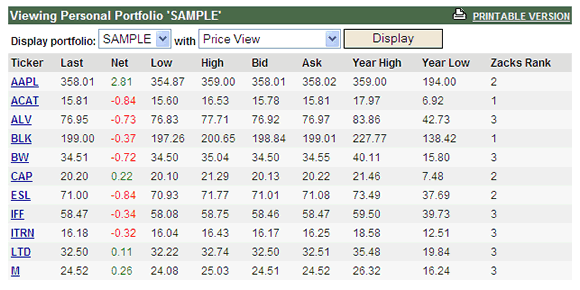 Viewing Personal Portfolio 'SAMPLE' PRINTABLE VERSION
Display portfolio: SAMPLE with Price View Display
Ticker Last Net Low High Bid Ask Year High Year Low Zacks Rank
AAPL 358.01 2.81 354.87 359.00 358.01 358.02 359.00 194.00 2
ACAT 15.81 -0.84 15.60 16.53 15.78 15.81 17.97 6.92 1
ALV 76.95 -0.73 76.83 77.71 76.92 76.97 83.86 42.73 3
BLK 199.00 -0.37 197.26 200.65 198.84 199.01 227.77 138.42 1
BW 34.51 -0.72 34.50 35.04 34.50 34.55 40.11 15.80 3
CAP 20.20 0.22 20.10 21.29 20.13 20.22 21.46 7.48 2
ESL 71.00 -0.84 70.93 71.77 71.01 71.08 73.49 37.69 2
IFF 58.47 -0.34 58.08 58.75 58.46 58.47 59.50 39.73 3
ITRN 16.18 -0.32 16.04 16.43 16.17 16.25 18.58 12.51 3
LTD 32.50 0.11 32.22 32.74 32.50 32.51 35.48 19.84 3
M 24.52 0.26 24.08 25.03 24.51 24.52 26.32 16.24 3